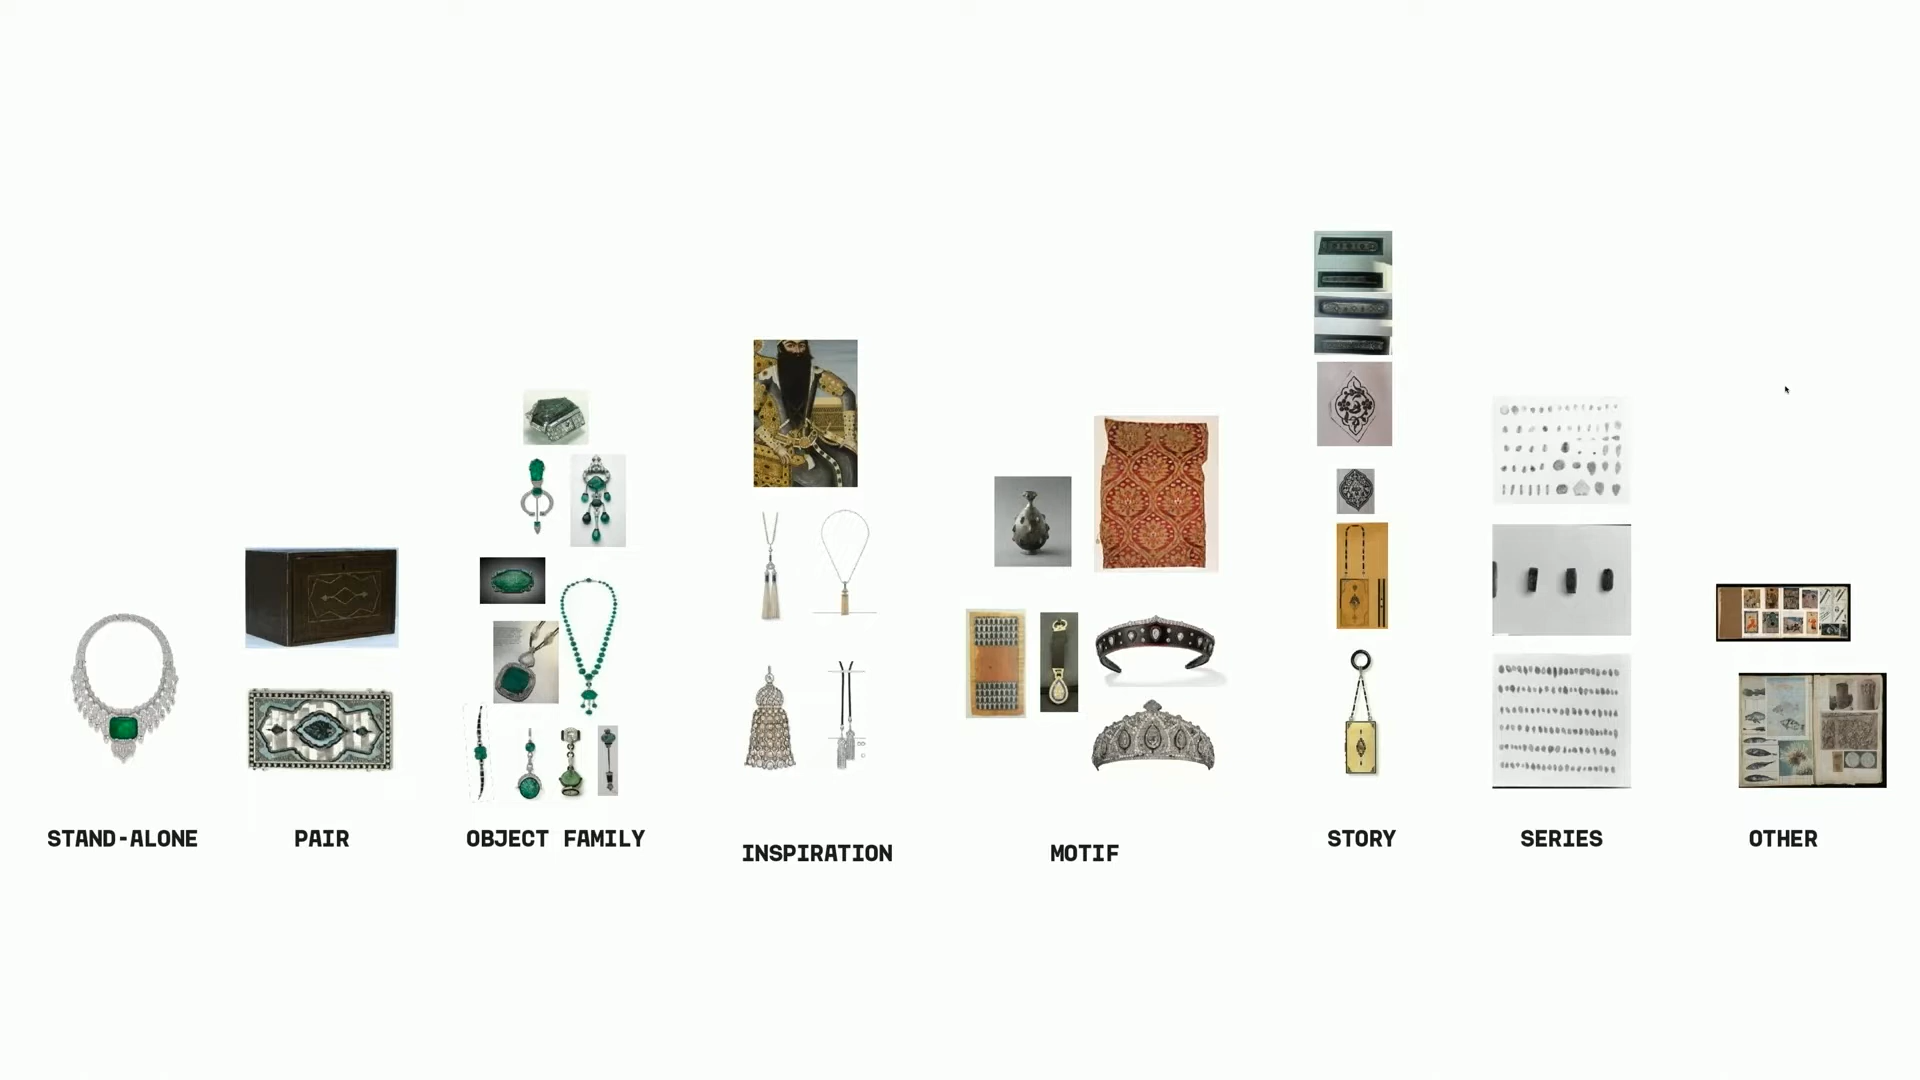 STAND-ALONE
PAIR
OBJECT FAMILY
INSPIRATION
MOTIF
STORY
SERIES
OTHER